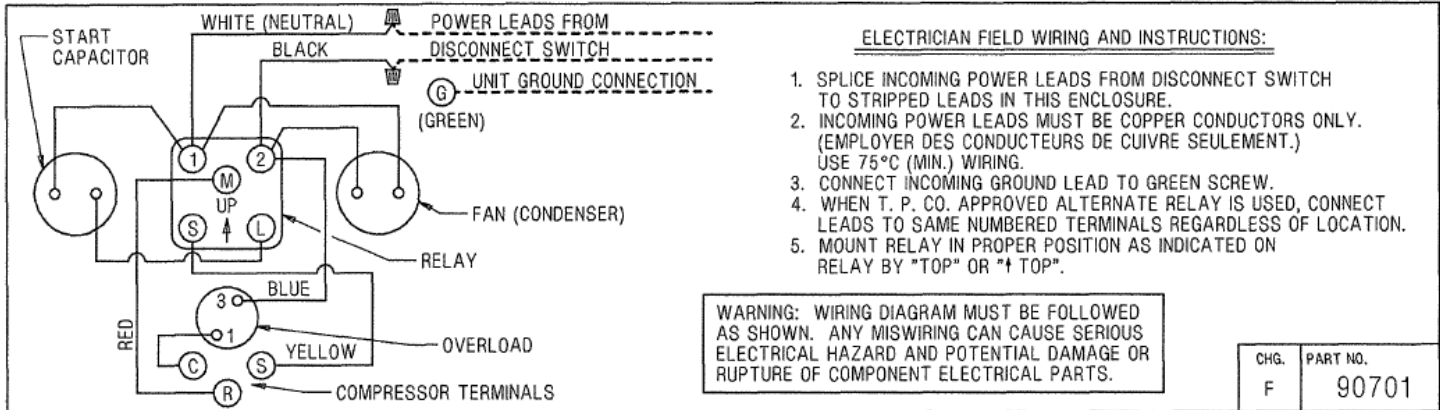 START
CAPACITOR
WHITE (NEUTRAL)
POWER LEADS FROM
BLACK
DISCONNECT SWITCH
G
UNIT GROUND CONNECTION
(GREEN)
1
2
M
UP
S
L
FAN (CONDENSER)
RELAY
BLUE
3
1
RED
OVERLOAD
YELLOW
C
S
R
COMPRESSOR TERMINALS
ELECTRICIAN FIELD WIRING AND INSTRUCTIONS:
1. SPLICE INCOMING POWER LEADS FROM DISCONNECT SWITCH
TO STRIPPED LEADS IN THIS ENCLOSURE.
2. INCOMING POWER LEADS MUST BE COPPER CONDUCTORS ONLY.
(EMPLOYER DES CONDUCTEURS DE CUIVRE SEULEMENT.)
USE 75°C (MIN.) WIRING.
3. CONNECT INCOMING GROUND LEAD TO GREEN SCREW.
4. WHEN T. P. CO. APPROVED ALTERNATE RELAY IS USED, CONNECT
LEADS TO SAME NUMBERED TERMINALS REGARDLESS OF LOCATION.
5. MOUNT RELAY IN PROPER POSITION AS INDICATED ON
RELAY BY "TOP" OR "↑ TOP".
WARNING: WIRING DIAGRAM MUST BE FOLLOWED
AS SHOWN. ANY MISWIRING CAN CAUSE SERIOUS
ELECTRICAL HAZARD AND POTENTIAL DAMAGE OR
RUPTURE OF COMPONENT ELECTRICAL PARTS.
CHG.
F
PART NO.
90701